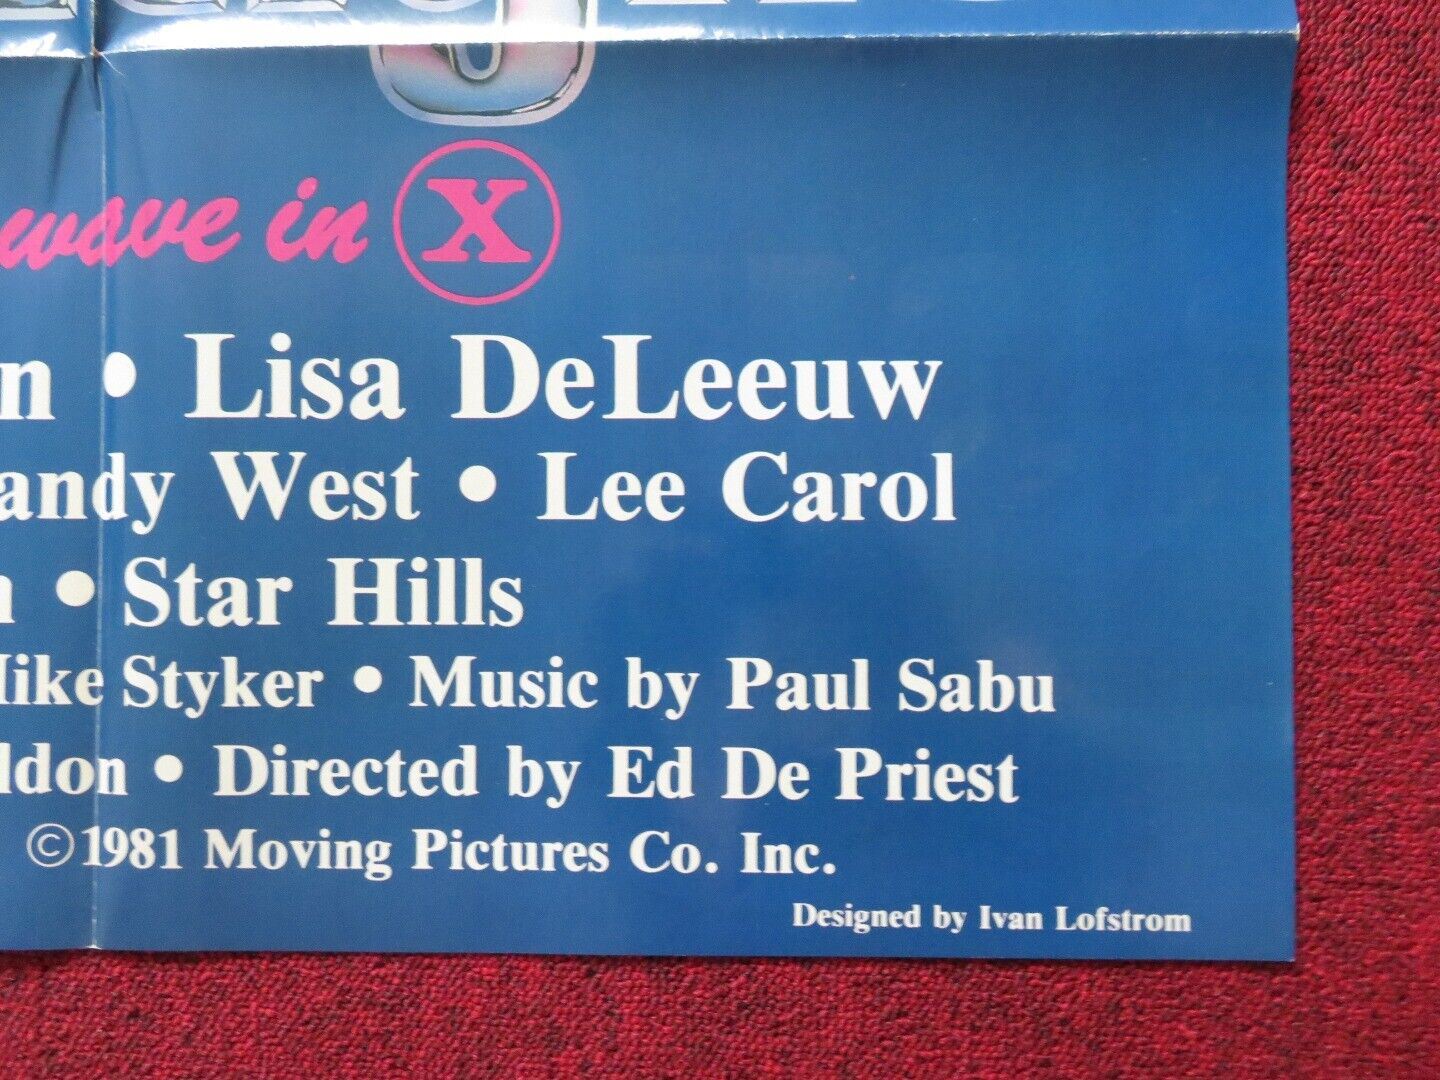 wave in X
n • Lisa DeLeeuw
andy West • Lee Carol
n • Star Hills
Mike Styker • Music by Paul Sabu
ldon • Directed by Ed De Priest
©1981 Moving Pictures Co. Inc.
Designed by Ivan Lofstrom